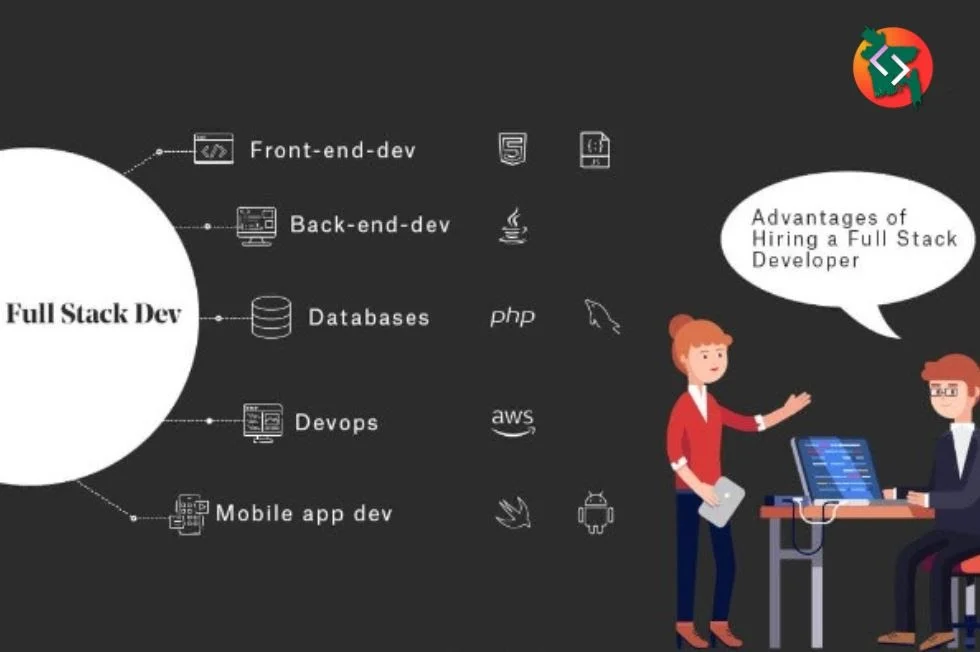 Front-end-dev
5
JS
Back-end-dev
Full Stack Dev
Databases
php
Devops
aws
Mobile app dev
Advantages of
Hiring a Full Stack
Developer